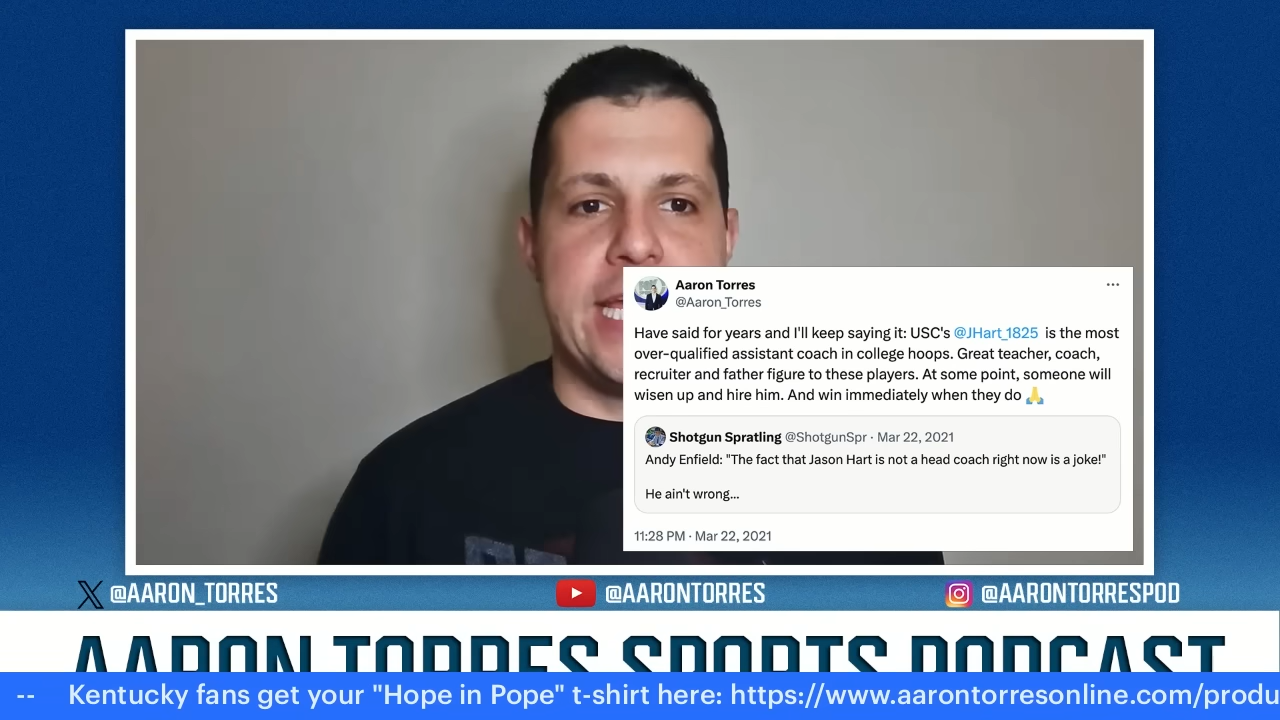 Aaron Torres
@Aaron_Torres
Have said for years and I'll keep saying it: USC's @JHart_1825 is the most
over-qualified assistant coach in college hoops. Great teacher, coach,
recruiter and father figure to these players. At some point, someone will
wisen up and hire him. And win immediately when they do 🙏
Shotgun Spratling @ShotgunSpr · Mar 22, 2021
Andy Enfield: "The fact that Jason Hart is not a head coach right now is a joke!"
He ain't wrong...
11:28 PM · Mar 22, 2021
@AARON_TORRES
@AARONTORRES
@AARONTORRESPOD
AARON TORRES SPORTS PODCAST
-- Kentucky fans get your "Hope in Pope" t-shirt here: https://www.aarontorresonline.com/produ